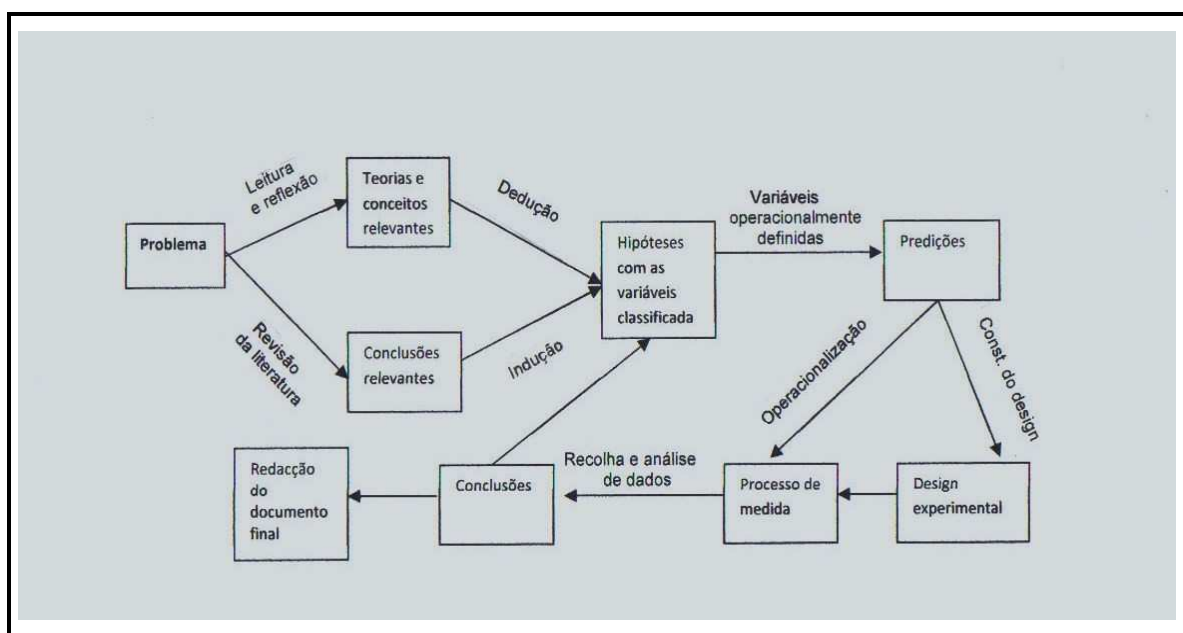 Problema
Leitura
e reflexão
Teorias e
conceitos
relevantes
Dedução
Revisão
da literatura
Conclusões
relevantes
Indução
Hipóteses
com as
variáveis
classificada
Variáveis
operacionalmente
definidas
Predições
Operacionalização
Const. do design
Design
experimental
Processo de
medida
Recolha e análise
de dados
Conclusões
Redacção
do
documento
final